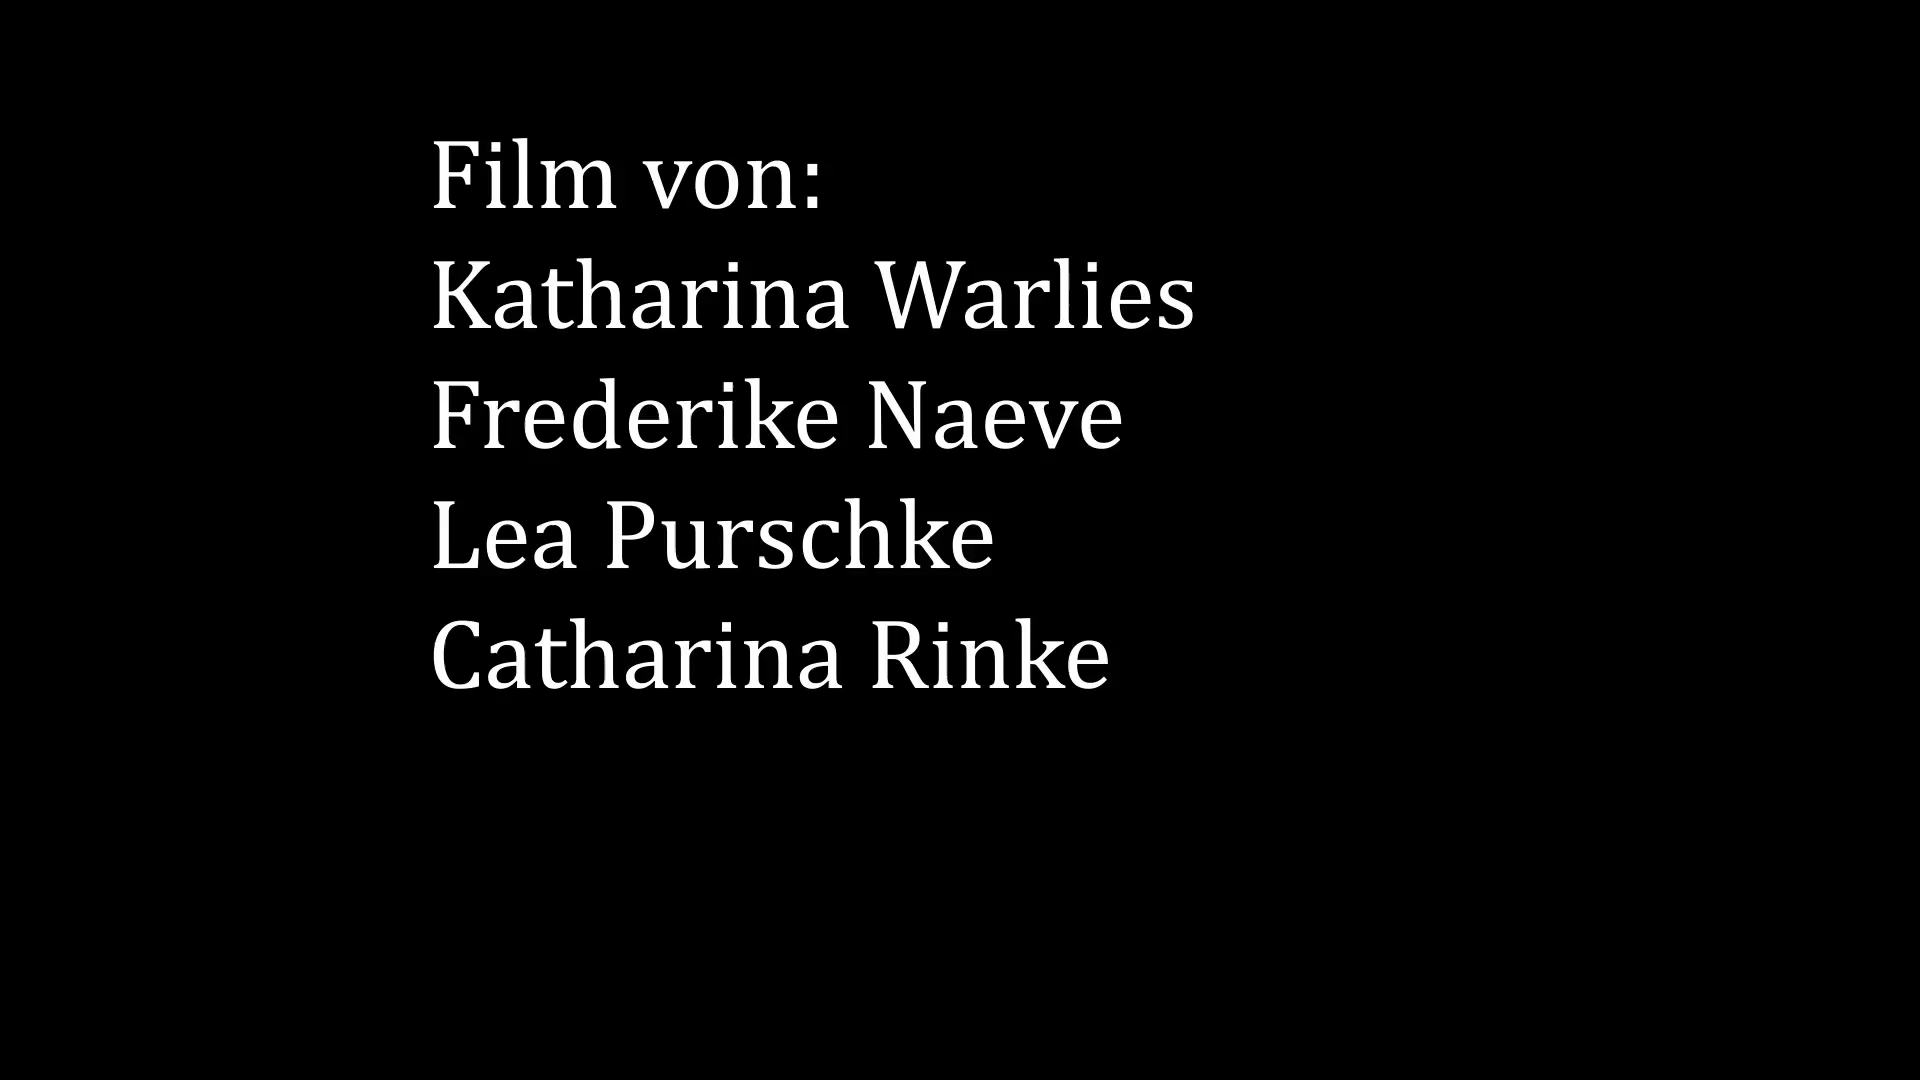 Film von:
Katharina Warlies
Frederike Naeve
Lea Purschke
Catharina Rinke